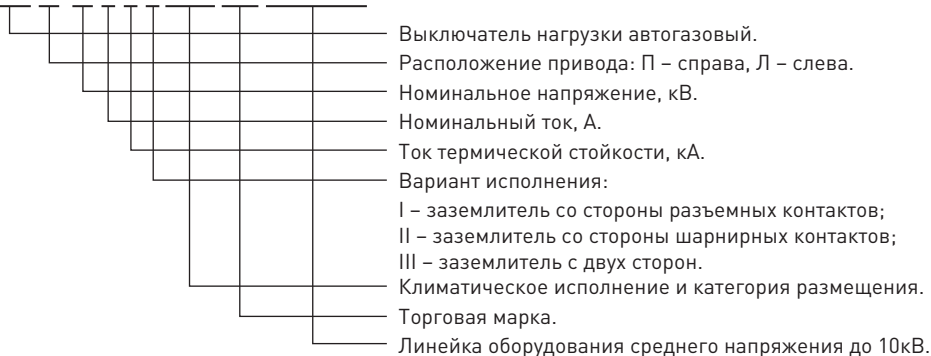 Выключатель нагрузки автогазовый.
Расположение привода: П – справа, Л – слева.
Номинальное напряжение, кВ.
Номинальный ток, А.
Ток термической стойкости, кА.
Вариант исполнения:
I – заземлитель со стороны разъемных контактов;
II – заземлитель со стороны шарнирных контактов;
III – заземлитель с двух сторон.
Климатическое исполнение и категория размещения.
Торговая марка.
Линейка оборудования среднего напряжения до 10кВ.